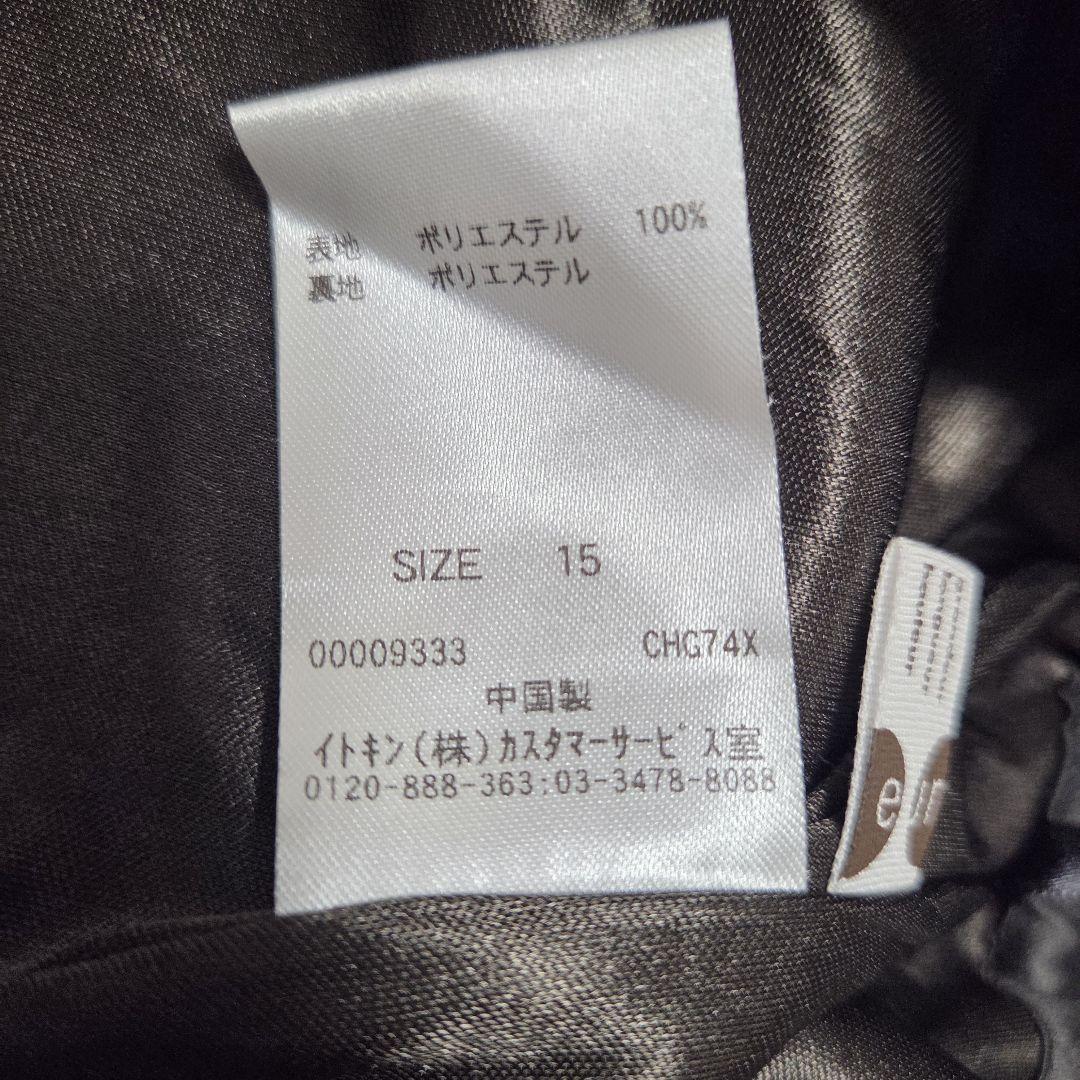 表地 ポリエステル 100%
裏地 ポリエステル
SIZE 15
00009333 CHG74X
中国製
イトキン(株)カスタマーサービス室
0120-888-363:03-3478-8088